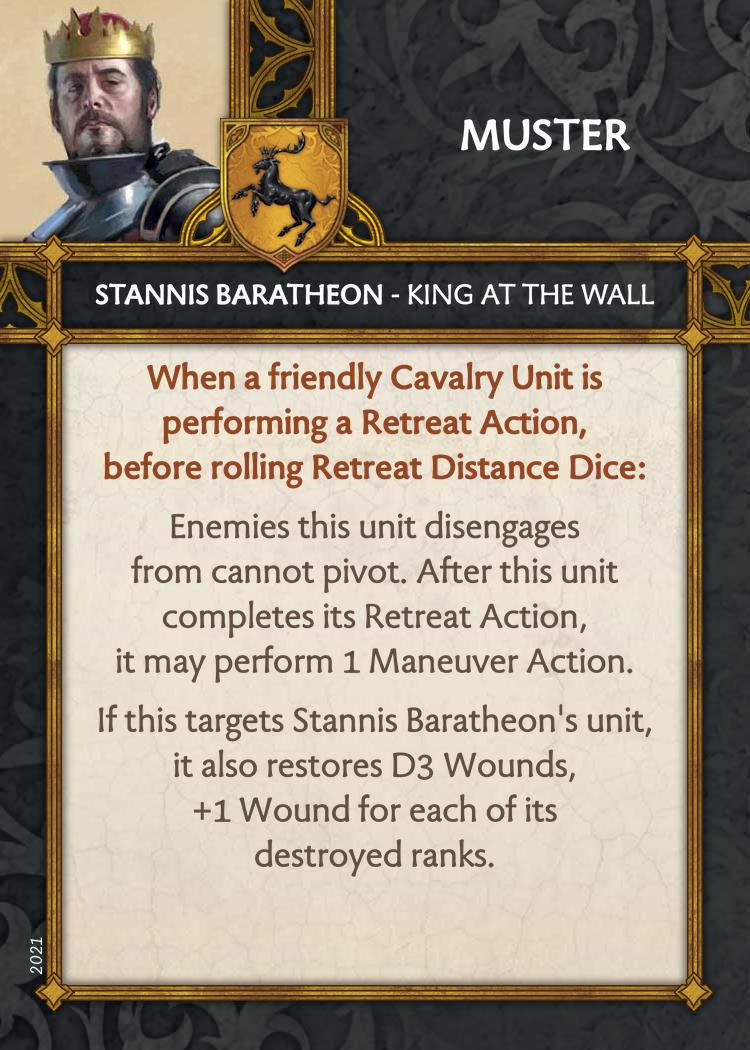 MUSTER
STANNIS BARATHEON - KING AT THE WALL
When a friendly Cavalry Unit is
performing a Retreat Action,
before rolling Retreat Distance Dice:
Enemies this unit disengages
from cannot pivot. After this unit
completes its Retreat Action,
it may perform 1 Maneuver Action.
If this targets Stannis Baratheon's unit,
it also restores D3 Wounds,
+1 Wound for each of its
destroyed ranks.
2021